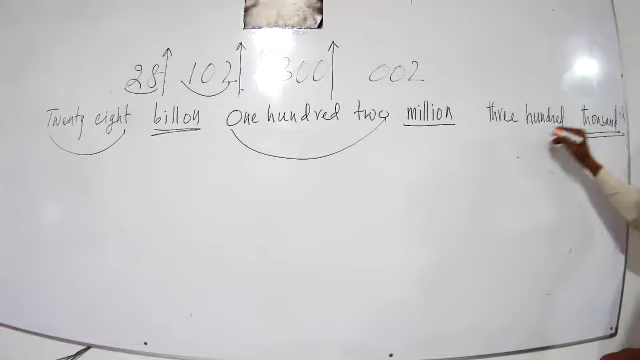 28 102 300 002
Twenty eight billon One hundred two million three hundred thousand